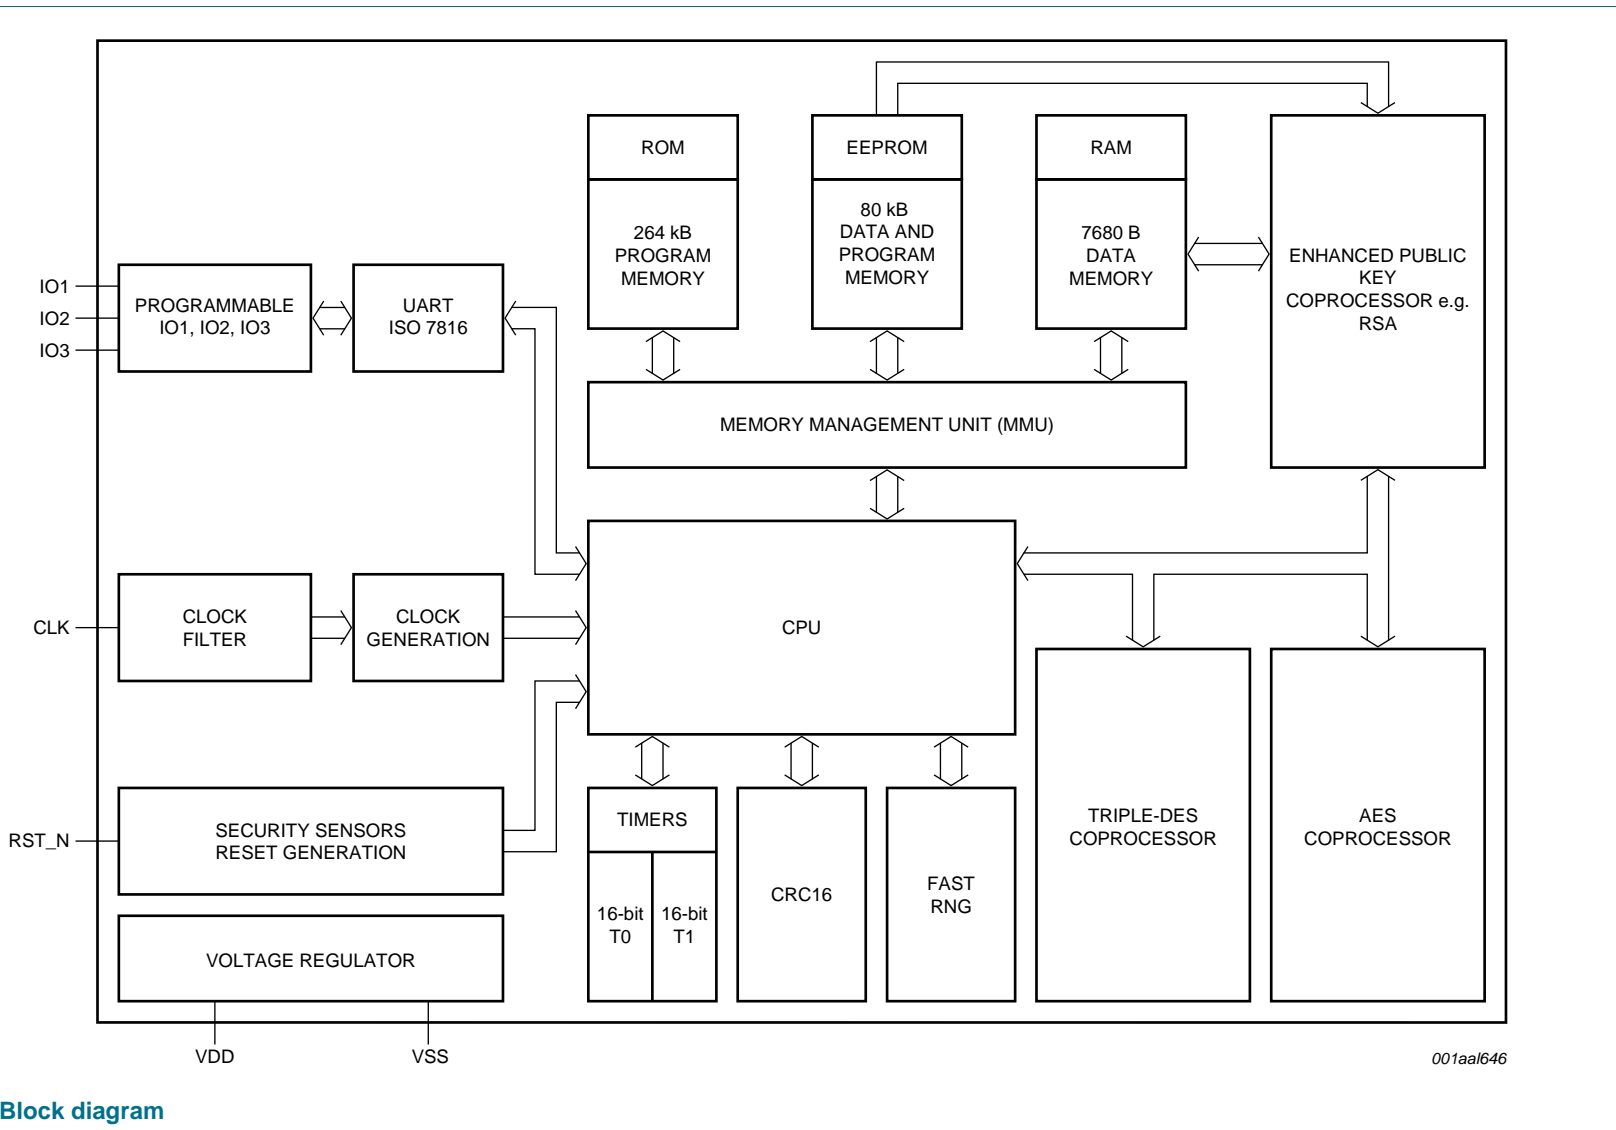 ROM
EEPROM
RAM
264 kB
PROGRAM
MEMORY
80 kB
DATA AND
PROGRAM
MEMORY
7680 B
DATA
MEMORY
ENHANCED PUBLIC
KEY
COPROCESSOR e.g.
RSA
IO1
IO2
IO3
PROGRAMMABLE
IO1, IO2, IO3
UART
ISO 7816
MEMORY MANAGEMENT UNIT (MMU)
CLK
CLOCK
FILTER
CLOCK
GENERATION
CPU
RST_N
SECURITY SENSORS
RESET GENERATION
TIMERS
16-bit
T0
16-bit
T1
CRC16
FAST
RNG
TRIPLE-DES
COPROCESSOR
AES
COPROCESSOR
VOLTAGE REGULATOR
VDD
VSS
001aal646
Block diagram